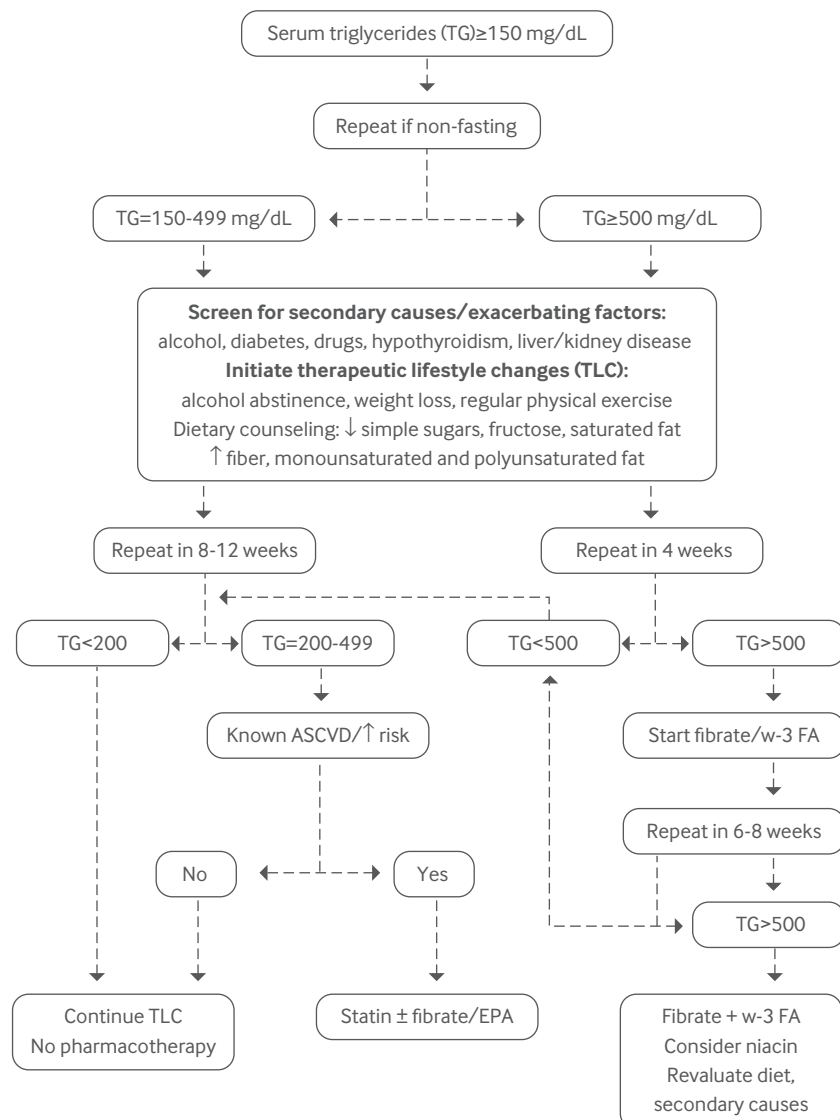 Serum triglycerides (TG)≥150 mg/dL
Repeat if non-fasting
TG=150-499 mg/dL
TG≥500 mg/dL
Screen for secondary causes/exacerbating factors:
alcohol, diabetes, drugs, hypothyroidism, liver/kidney disease
Initiate therapeutic lifestyle changes (TLC):
alcohol abstinence, weight loss, regular physical exercise
Dietary counseling: ↓ simple sugars, fructose, saturated fat
↑ fiber, monounsaturated and polyunsaturated fat
Repeat in 8-12 weeks
Repeat in 4 weeks
TG<200
TG=200-499
TG<500
TG>500
Known ASCVD/↑ risk
Start fibrate/w-3 FA
Repeat in 6-8 weeks
No
Yes
TG>500
Continue TLC
No pharmacotherapy
Statin ± fibrate/EPA
Fibrate + w-3 FA
Consider niacin
Revaluate diet,
secondary causes